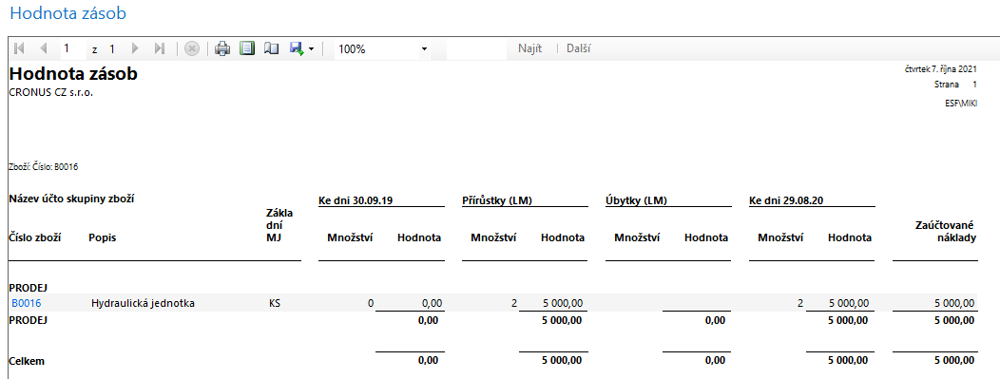 Hodnota zásob
1 z 1 100% Najít Další
Hodnota zásob
čtvrtek 7. října 2021
CRONUS CZ s.r.o.
Strana 1
ESF\MIKI
Zboží: Číslo: B0016
Název účto skupiny zboží
Ke dni 30.09.19 Přírůstky (LM) Úbytky (LM) Ke dni 29.08.20
Číslo zboží Popis Základní MJ Množství Hodnota Množství Hodnota Množství Hodnota Množství Hodnota Zaúčtované náklady
PRODEJ
B0016 Hydraulická jednotka KS 0 0,00 2 5 000,00 2 5 000,00 5 000,00
PRODEJ 0,00 5 000,00 0,00 5 000,00 5 000,00
Celkem 0,00 5 000,00 0,00 5 000,00 5 000,00